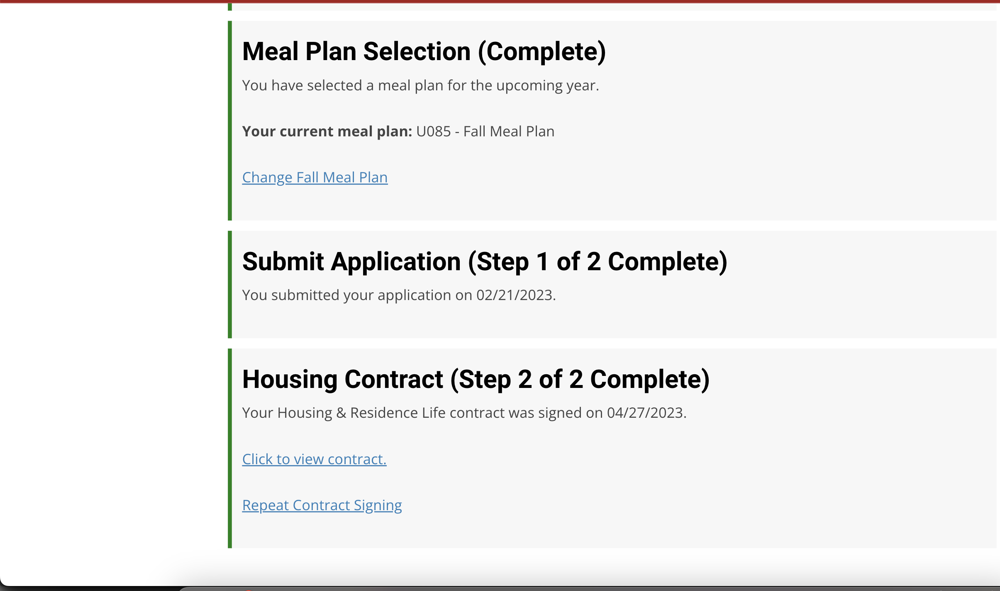 Meal Plan Selection (Complete)
You have selected a meal plan for the upcoming year.
Your current meal plan: U085 - Fall Meal Plan
Change Fall Meal Plan
Submit Application (Step 1 of 2 Complete)
You submitted your application on 02/21/2023.
Housing Contract (Step 2 of 2 Complete)
Your Housing & Residence Life contract was signed on 04/27/2023.
Click to view contract.
Repeat Contract Signing